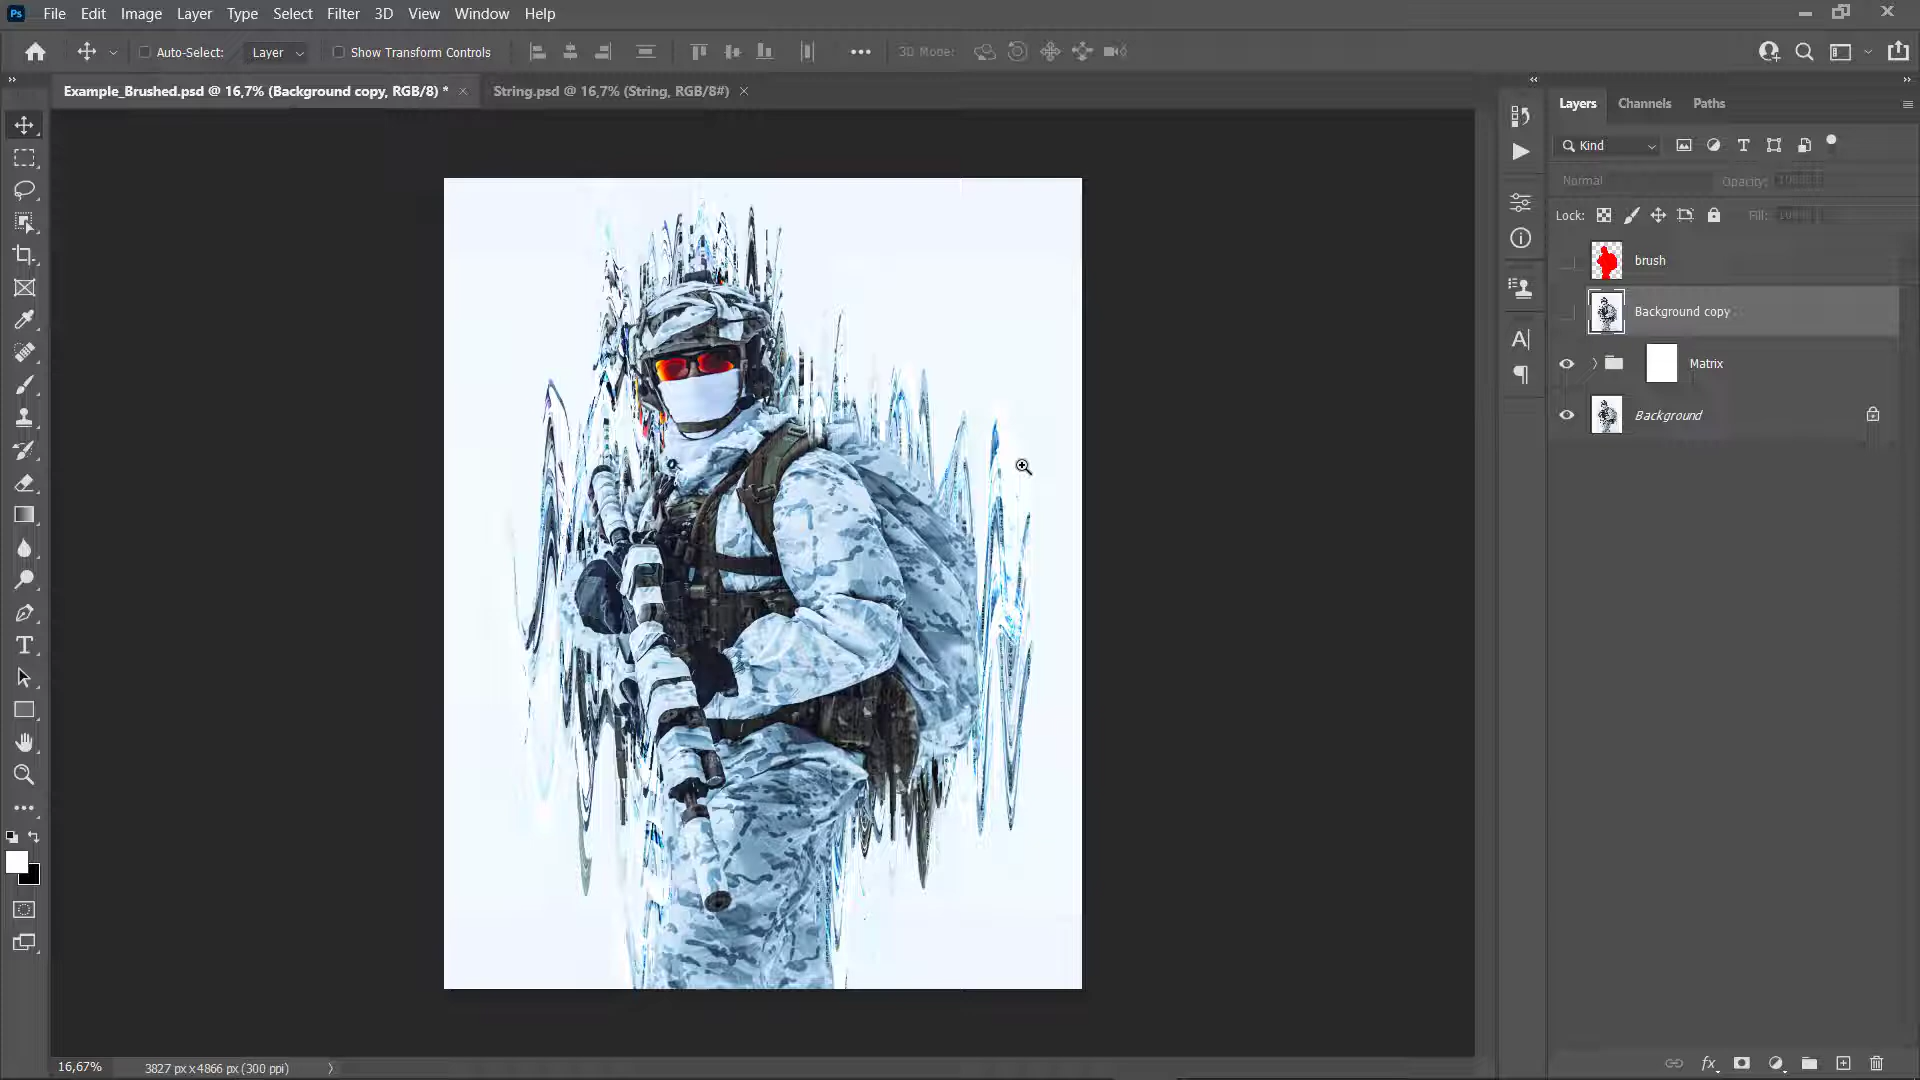 Ps File Edit Image Layer Type Select Filter 3D View Window Help
Auto-Select: Layer Show Transform Controls 3D Mode:
Example_Brushed.psd @ 16,7% (Background copy, RGB/8) *
String.psd @ 16,7% (String, RGB/8#)
Layers Channels Paths
Kind
Normal Opacity:
Lock: Fill:
brush
Background copy
Matrix
Background
16,67% 3827 px x 4866 px (300 ppi)